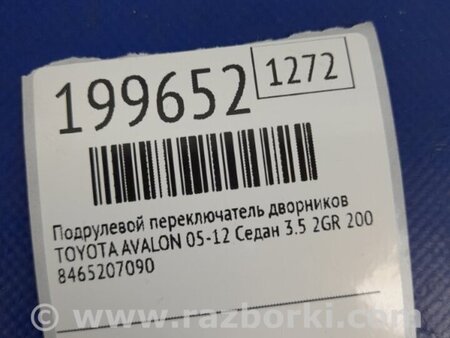 199652
1272
Подрулевой переключатель дворников
TOYOTA AVALON 05-12 Седан 3.5 2GR 200
8465207090
www.razborki.com